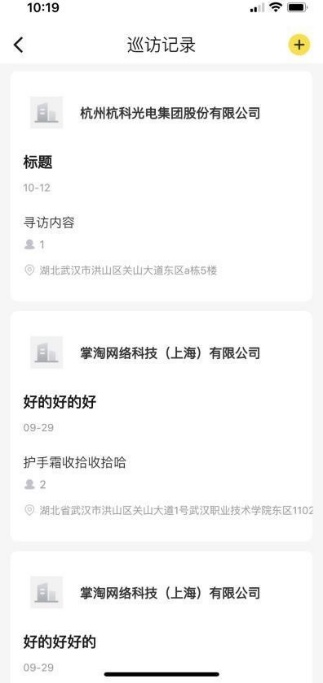 10:19
巡访记录
杭州杭科光电集团股份有限公司
标题
10-12
寻访内容
1
湖北武汉市洪山区关山大道东区a栋5楼
掌淘网络科技（上海）有限公司
好的好的好
09-29
护手霜收拾收拾哈
2
湖北省武汉市洪山区关山大道1号武汉职业技术学院东区1102
掌淘网络科技（上海）有限公司
好的好好的
09-29